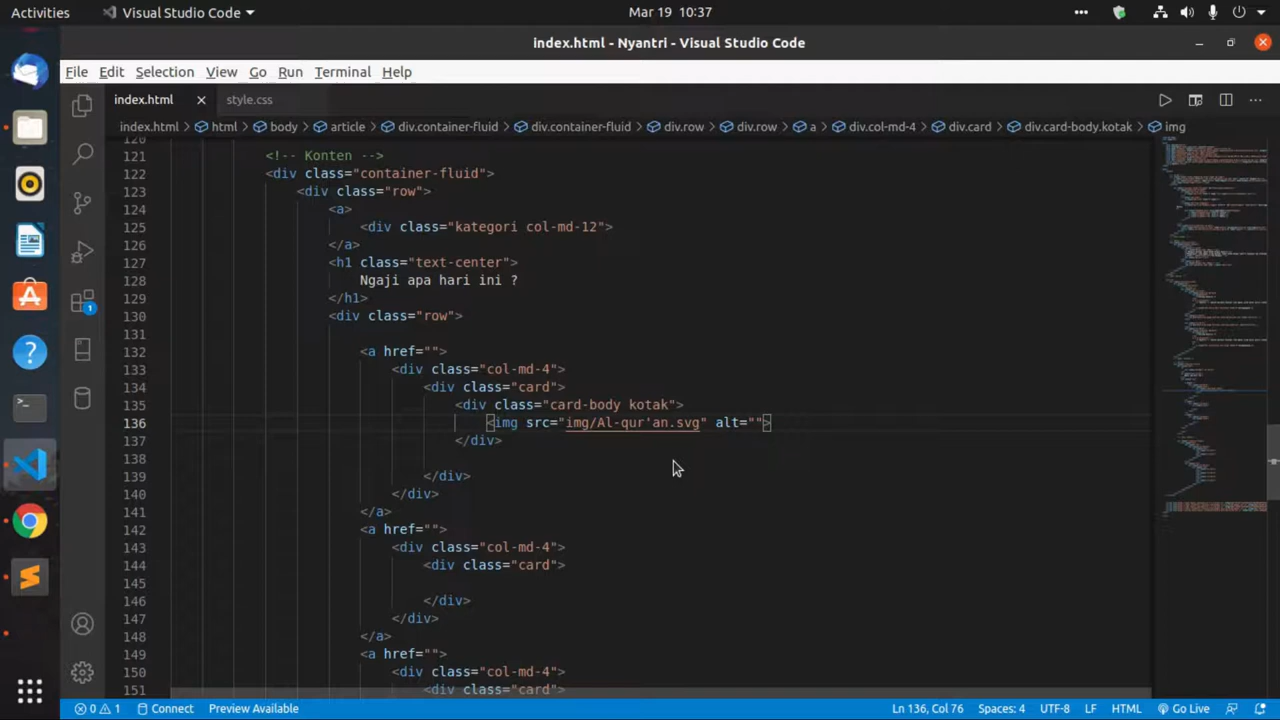 Activities
Visual Studio Code
Mar 19 10:37
index.html - Nyantri - Visual Studio Code
File Edit Selection View Go Run Terminal Help
index.html
style.css
index.html > html > body > article > div.container-fluid > div.container-fluid > div.row > div.row > a > div.col-md-4 > div.card > div.card-body.kotak > img
120
121 <!-- Konten -->
122 <div class="container-fluid">
123 <div class="row">
124 <a>
125 <div class="kategori col-md-12">
126 </a>
127 <h1 class="text-center">
128 Ngaji apa hari ini ?
129 </h1>
130 <div class="row">
131
132 <a href="">
133 <div class="col-md-4">
134 <div class="card">
135 <div class="card-body kotak">
136 <img src="img/Al-qur'an.svg" alt="">
137 </div>
138
139 </div>
140 </div>
141 </a>
142 <a href="">
143 <div class="col-md-4">
144 <div class="card">
145
146 </div>
147 </div>
148 </a>
149 <a href="">
150 <div class="col-md-4">
151 <div class="card">
1
0 1 Connect Preview Available Ln 136, Col 76 Spaces: 4 UTF-8 LF HTML Go Live